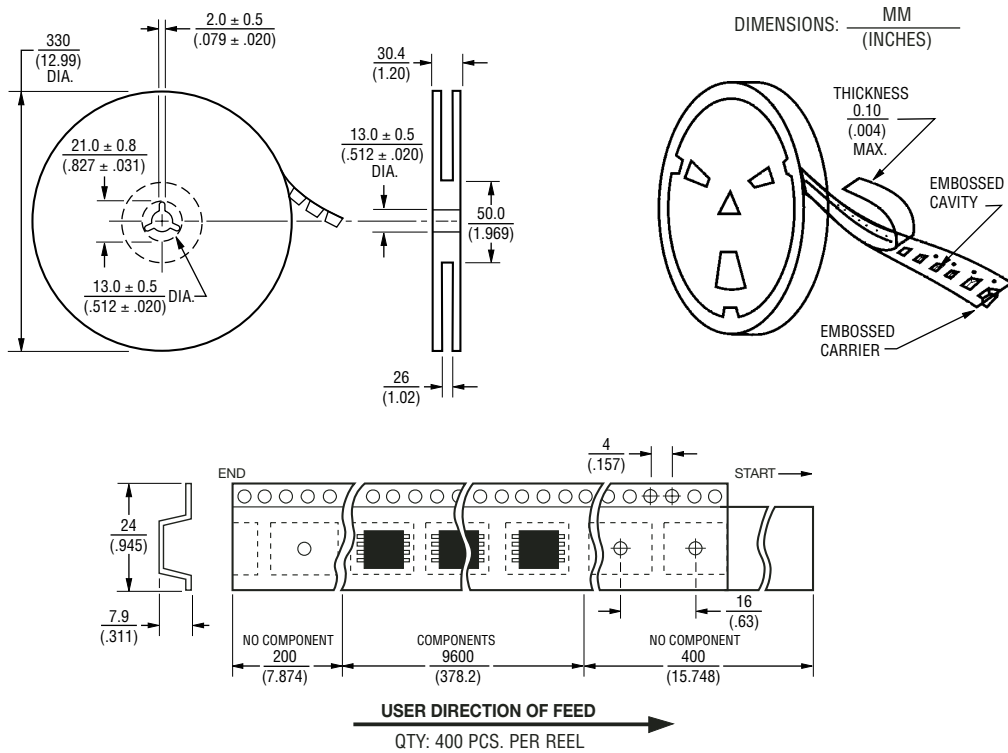 2.0 ± 0.5
(.079 ± .020)
330
(12.99)
DIA.
30.4
(1.20)
DIMENSIONS: MM
(INCHES)
THICKNESS
0.10
(.004)
MAX.
21.0 ± 0.8
(.827 ± .031)
13.0 ± 0.5
(.512 ± .020)
DIA.
EMBOSSED
CAVITY
50.0
(1.969)
13.0 ± 0.5
(.512 ± .020)
DIA.
EMBOSSED
CARRIER
26
(1.02)
4
(.157)
END
START
24
(.945)
16
(.63)
7.9
(.311)
NO COMPONENT
200
(7.874)
COMPONENTS
9600
(378.2)
NO COMPONENT
400
(15.748)
USER DIRECTION OF FEED
QTY: 400 PCS. PER REEL